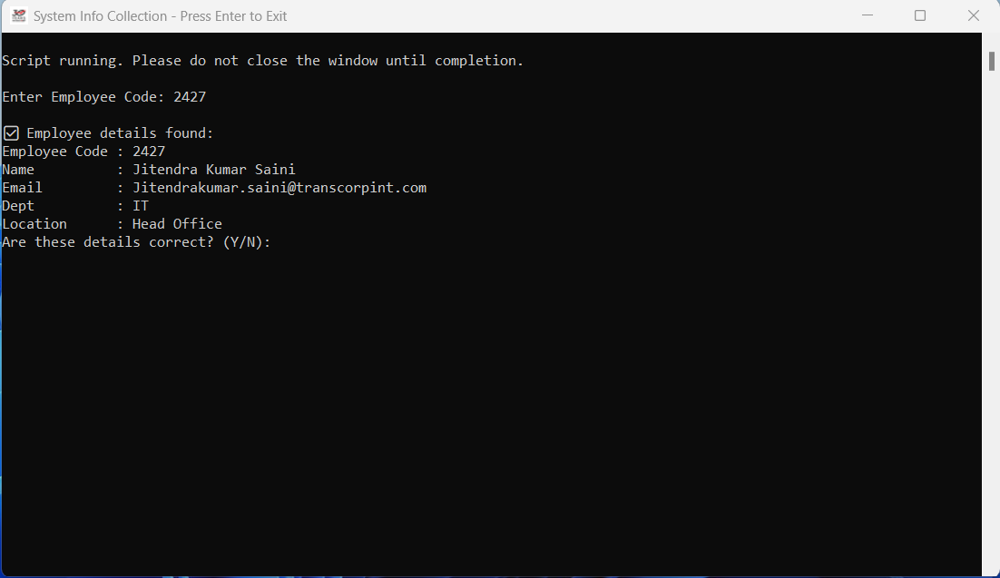 System Info Collection - Press Enter to Exit
Script running. Please do not close the window until completion.
Enter Employee Code: 2427
☑ Employee details found:
Employee Code : 2427
Name          : Jitendra Kumar Saini
Email         : Jitendrakumar.saini@transcorpint.com
Dept          : IT
Location      : Head Office
Are these details correct? (Y/N):